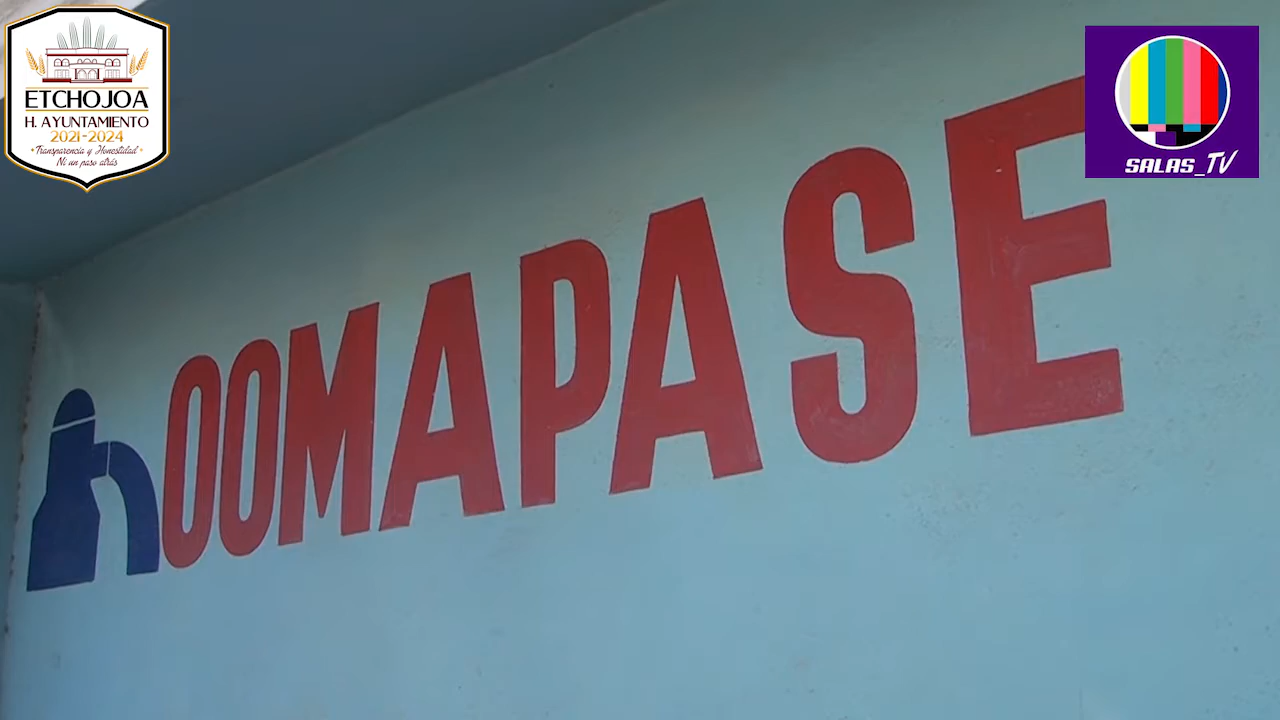 ETCHOJOA
H. AYUNTAMIENTO
2021-2024
Transparencia y Honestidad
Ni un paso atrás
SALAS_TV
OOMAPASE